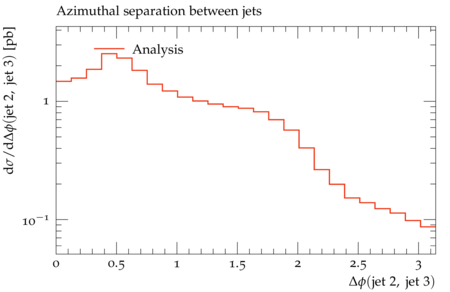 Azimuthal separation between jets
dσ/dΔϕ(jet 2, jet 3) [pb]
Analysis
1
10⁻¹
0 0.5 1 1.5 2 2.5 3
Δϕ(jet 2, jet 3)